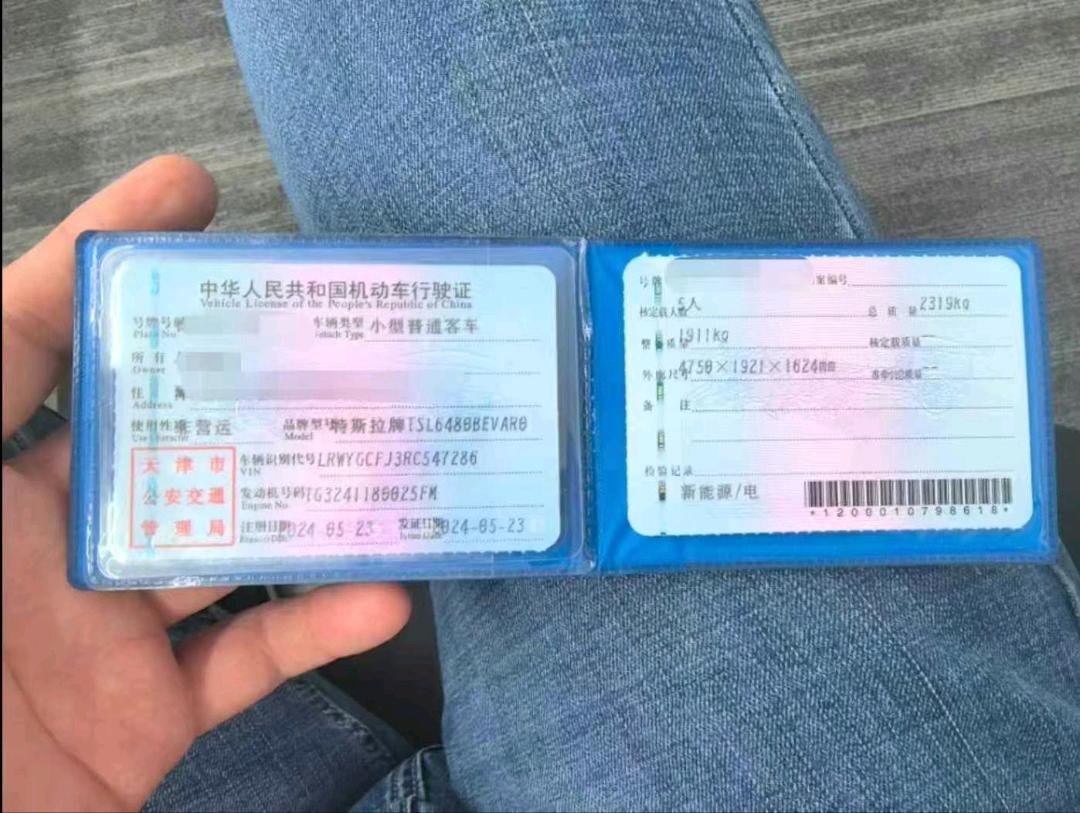 中华人民共和国机动车行驶证
Vehicle License of the People's Republic of China
号牌号码 车辆类型 小型普通客车
Plate No. Vehicle Type
所有人
Owner
住
Address
使用性质 非营运 品牌型号 特斯拉牌TSL6480BEVAR0
Use Character Model
天津市
公安交通
管理局
车辆识别代号 LRWYGCFJ3RC547286
VIN
发动机号码 TG3241180025FM
Engine No.
注册日期 2024-05-23 发证日期 2024-05-23
Issue Date
号牌 案编号
核定载人数 5人 总质量 2319kg
整备质量 1911kg 核定载质量 --
外廓尺寸 4750×1921×1624mm 准牵引总质量 --
备注
检验记录
新能源/电
*1200010798618*